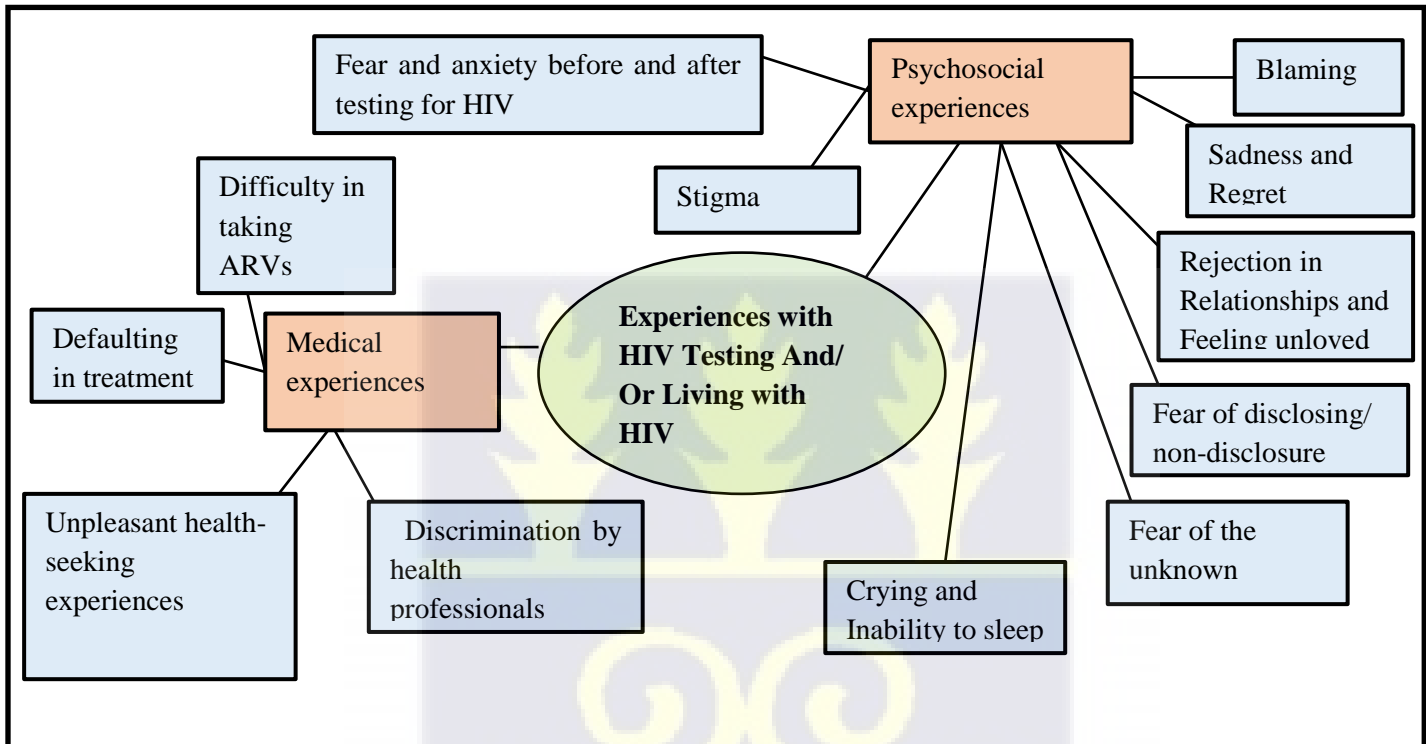 Fear and anxiety before and after
testing for HIV
Psychosocial
experiences
Blaming
Sadness and
Regret
Stigma
Difficulty in
taking
ARVs
Rejection in
Relationships and
Feeling unloved
Experiences with
HIV Testing And/
Or Living with
HIV
Medical
experiences
Defaulting
in treatment
Fear of disclosing/
non-disclosure
Unpleasant health-
seeking
experiences
Discrimination by
health
professionals
Fear of the
unknown
Crying and
Inability to sleep